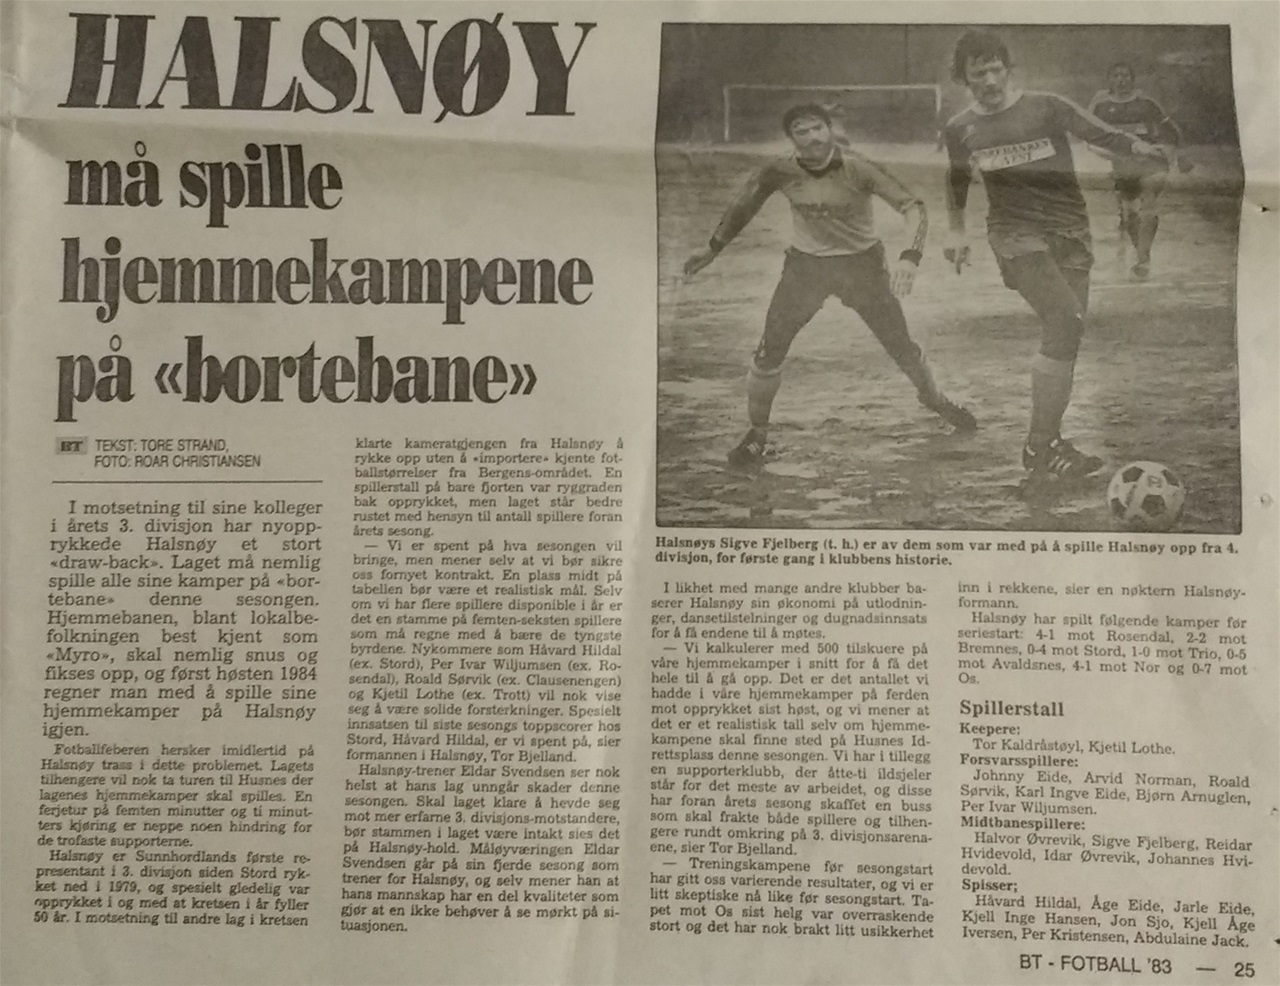 HALSNØY
må spille
hjemmekampene
på «bortebane»
BT TEKST: TORE STRAND,
FOTO: ROAR CHRISTIANSEN
I motsetning til sine kolleger
i årets 3. divisjon har nyopp-
rykkede Halsnøy et stort
«draw-back». Laget må nemlig
spille alle sine kamper på «bor-
tebane» denne sesongen.
Hjemmebanen, blant lokalbe-
folkningen best kjent som
«Myro», skal nemlig snus og
fikses opp, og først høsten 1984
regner man med å spille sine
hjemmekamper på Halsnøy
igjen.
Fotballfeberen hersker imidlertid på
Halsnøy trass i dette problemet. Lagets
tilhengere vil nok ta turen til Husnes der
lagenes hjemmekamper skal spilles. En
ferjetur på femten minutter og ti minut-
ters kjøring er neppe noen hindring for
de trofaste supporterne.
Halsnøy er Sunnhordlands første re-
presentant i 3. divisjon siden Stord ryk-
ket ned i 1979, og spesielt gledelig var
opprykket i og med at kretsen i år fyller
50 år. I motsetning til andre lag i kretsen
klarte kameratgjengen fra Halsnøy å
rykke opp uten å «importere» kjente fot-
ballstørrelser fra Bergens-området. En
spillerstall på bare fjorten var ryggraden
bak opprykket, men laget står bedre
rustet med hensyn til antall spillere foran
årets sesong.
— Vi er spent på hva sesongen vil
bringe, men mener selv at vi bør sikre
oss fornyet kontrakt. En plass midt på
tabellen bør være et realistisk mål. Selv
om vi har flere spillere disponible i år er
det en stamme på femten-seksten spillere
som må regne med å bære de tyngste
byrdene. Nykommere som Håvard Hildal
(ex. Stord), Per Ivar Wiljumsen (ex. Ro-
sendal), Roald Sørvik (ex. Clausenengen)
og Kjetil Lothe (ex. Trott) vil nok vise
seg å være solide forsterkninger. Spesielt
innsatsen til siste sesongs toppscorer hos
Stord, Håvard Hildal, er vi spent på, sier
formannen i Halsnøy, Tor Bjelland.
Halsnøy-trener Eldar Svendsen ser nok
helst at hans lag unngår skader denne
sesongen. Skal laget klare å hevde seg
mot mer erfarne 3. divisjons-motstandere,
bør stammen i laget være intakt sies det
på Halsnøy-hold. Måløyværingen Eldar
Svendsen går på sin fjerde sesong som
trener for Halsnøy, og selv mener han at
hans mannskap har en del kvaliteter som
gjør at en ikke behøver å se mørkt på si-
tuasjonen.
SPAREBANKEN
VEST
Halsnøys Sigve Fjelberg (t. h.) er av dem som var med på å spille Halsnøy opp fra 4.
divisjon, for første gang i klubbens historie.
I likhet med mange andre klubber ba-
serer Halsnøy sin økonomi på utlodnin-
ger, dansetilstelninger og dugnadsinnsats
for å få endene til å møtes.
— Vi kalkulerer med 500 tilskuere på
våre hjemmekamper i snitt for å få det
hele til å gå opp. Det er det antallet vi
hadde i våre hjemmekamper på ferden
mot opprykket sist høst, og vi mener at
det er et realistisk tall selv om hjemme-
kampene skal finne sted på Husnes Id-
rettsplass denne sesongen. Vi har i tillegg
en supporterklubb, der åtte-ti ildsjeler
står for det meste av arbeidet, og disse
har foran årets sesong skaffet en buss
som skal frakte både spillere og tilhen-
gere rundt omkring på 3. divisjonsarena-
ene, sier Tor Bjelland.
— Treningskampene før sesongstart
har gitt oss varierende resultater, og vi er
litt skeptiske nå like før sesongstart. Ta-
pet mot Os sist helg var overraskende
stort og det har nok brakt litt usikkerhet
inn i rekkene, sier en nøktern Halsnøy-
formann.
Halsnøy har spilt følgende kamper før
seriestart: 4-1 mot Rosendal, 2-2 mot
Bremnes, 0-4 mot Stord, 1-0 mot Trio, 0-5
mot Avaldsnes, 4-1 mot Nor og 0-7 mot
Os.
Spillerstall
Keepere:
Tor Kaldråstøyl, Kjetil Lothe.
Forsvarsspillere:
Johnny Eide, Arvid Norman, Roald
Sørvik, Karl Ingve Eide, Bjørn Arnuglen,
Per Ivar Wiljumsen.
Midtbanespillere:
Halvor Øvrevik, Sigve Fjelberg, Reidar
Hvidevold, Idar Øvrevik, Johannes Hvi-
devold.
Spisser;
Håvard Hildal, Åge Eide, Jarle Eide,
Kjell Inge Hansen, Jon Sjo, Kjell Åge
Iversen, Per Kristensen, Abdulaine Jack.
BT - FOTBALL '83 — 25